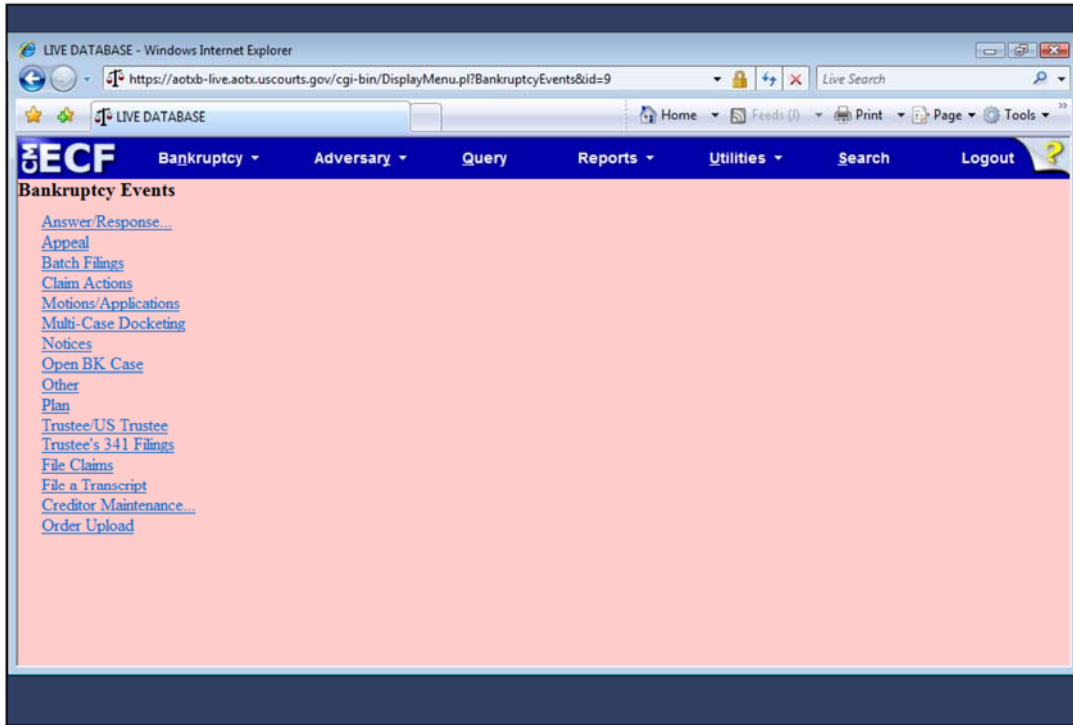 LIVE DATABASE - Windows Internet Explorer
https://aotxb-live.aotx.uscourts.gov/cgi-bin/DisplayMenu.pl?BankruptcyEvents&id=9 Live Search
LIVE DATABASE Home Feeds (J) Print Page Tools »
CM ECF Bankruptcy Adversary Query Reports Utilities Search Logout ?
Bankruptcy Events
Answer/Response...
Appeal
Batch Filings
Claim Actions
Motions/Applications
Multi-Case Docketing
Notices
Open BK Case
Other
Plan
Trustee/US Trustee
Trustee's 341 Filings
File Claims
File a Transcript
Creditor Maintenance...
Order Upload